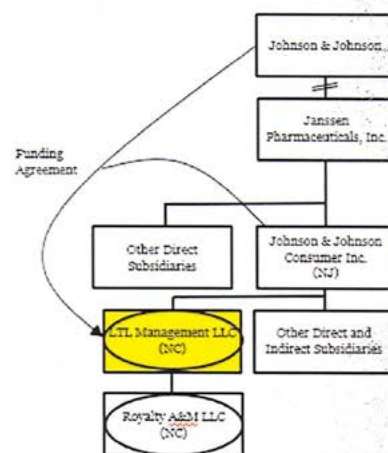 Johnson & Johnson
Janssen
Pharmaceuticals, Inc.
Funding
Agreement
Other Direct
Subsidiaries
Johnson & Johnson
Consumer Inc.
(NJ)
LTL Management LLC
(NC)
Other Direct and
Indirect Subsidiaries
Royalty A&M LLC
(NC)